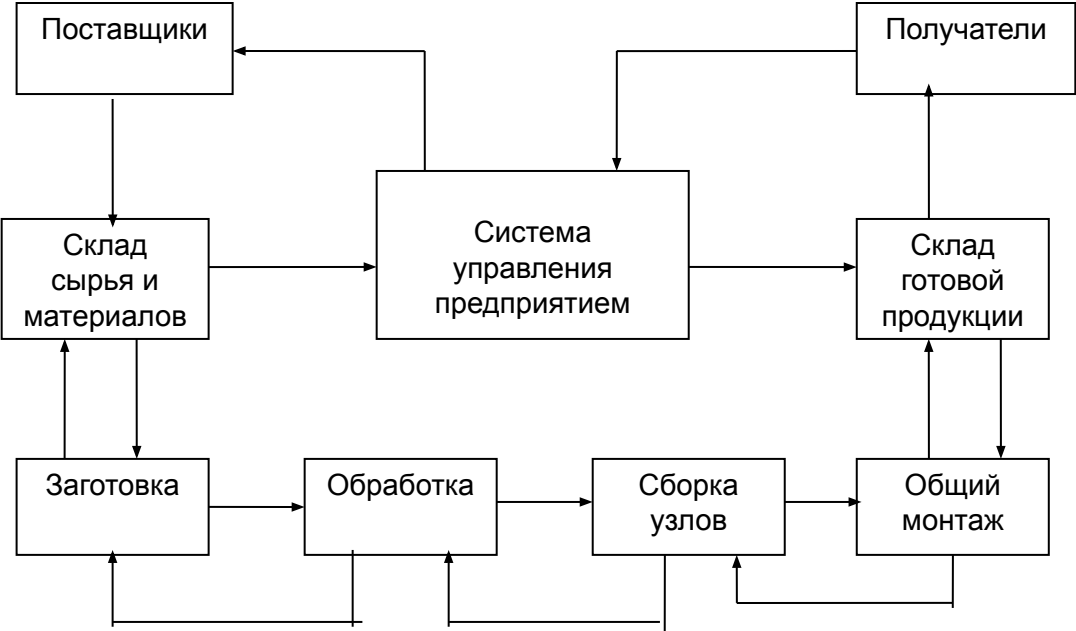 Поставщики
Получатели
Система
управления
предприятием
Склад
сырья и
материалов
Склад
готовой
продукции
Заготовка
Обработка
Сборка
узлов
Общий
монтаж